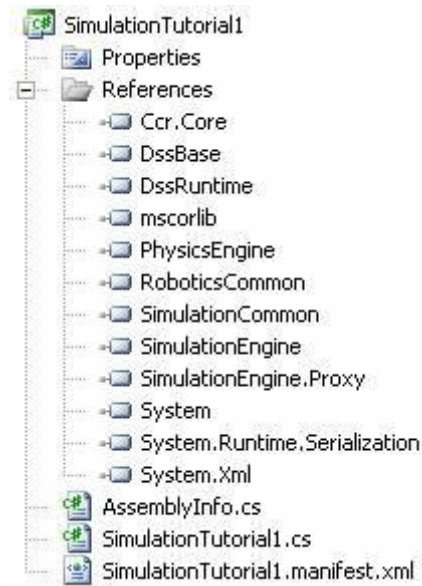 SimulationTutorial1
Properties
References
Ccr.Core
DssBase
DssRuntime
mscorlib
PhysicsEngine
RoboticsCommon
SimulationCommon
SimulationEngine
SimulationEngine.Proxy
System
System.Runtime.Serialization
System.Xml
AssemblyInfo.cs
SimulationTutorial1.cs
SimulationTutorial1.manifest.xml